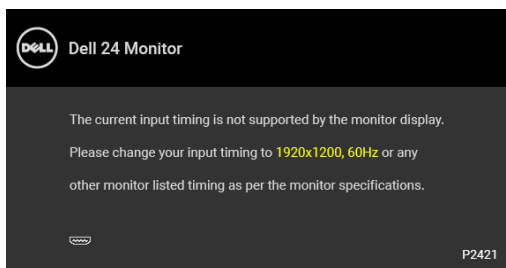 DELL
Dell 24 Monitor
The current input timing is not supported by the monitor display.
Please change your input timing to 1920x1200, 60Hz or any
other monitor listed timing as per the monitor specifications.
P2421